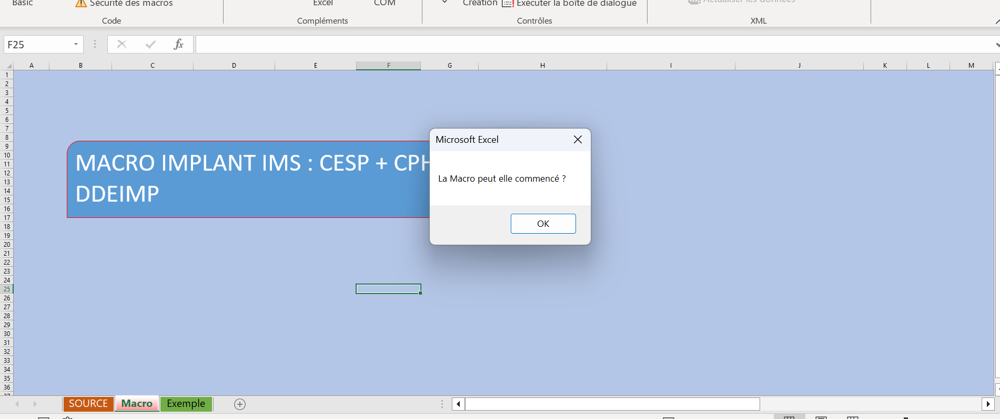 Basic
Sécurité des macros
Excel
COM
Création
Exécuter la boîte de dialogue
Actualiser les données
Code
Compléments
Contrôles
XML
F25
fx
A B C D E F G H I J K L M
1
2
3
4
5
6
7
8
9
10
11
12
13
14
15
16
17
18
19
20
21
22
23
24
25
26
27
28
29
30
31
32
33
34
35
36
37
MACRO IMPLANT IMS : CESP + CPH
DDEIMP
Microsoft Excel
La Macro peut elle commencé ?
OK
SOURCE Macro Exemple